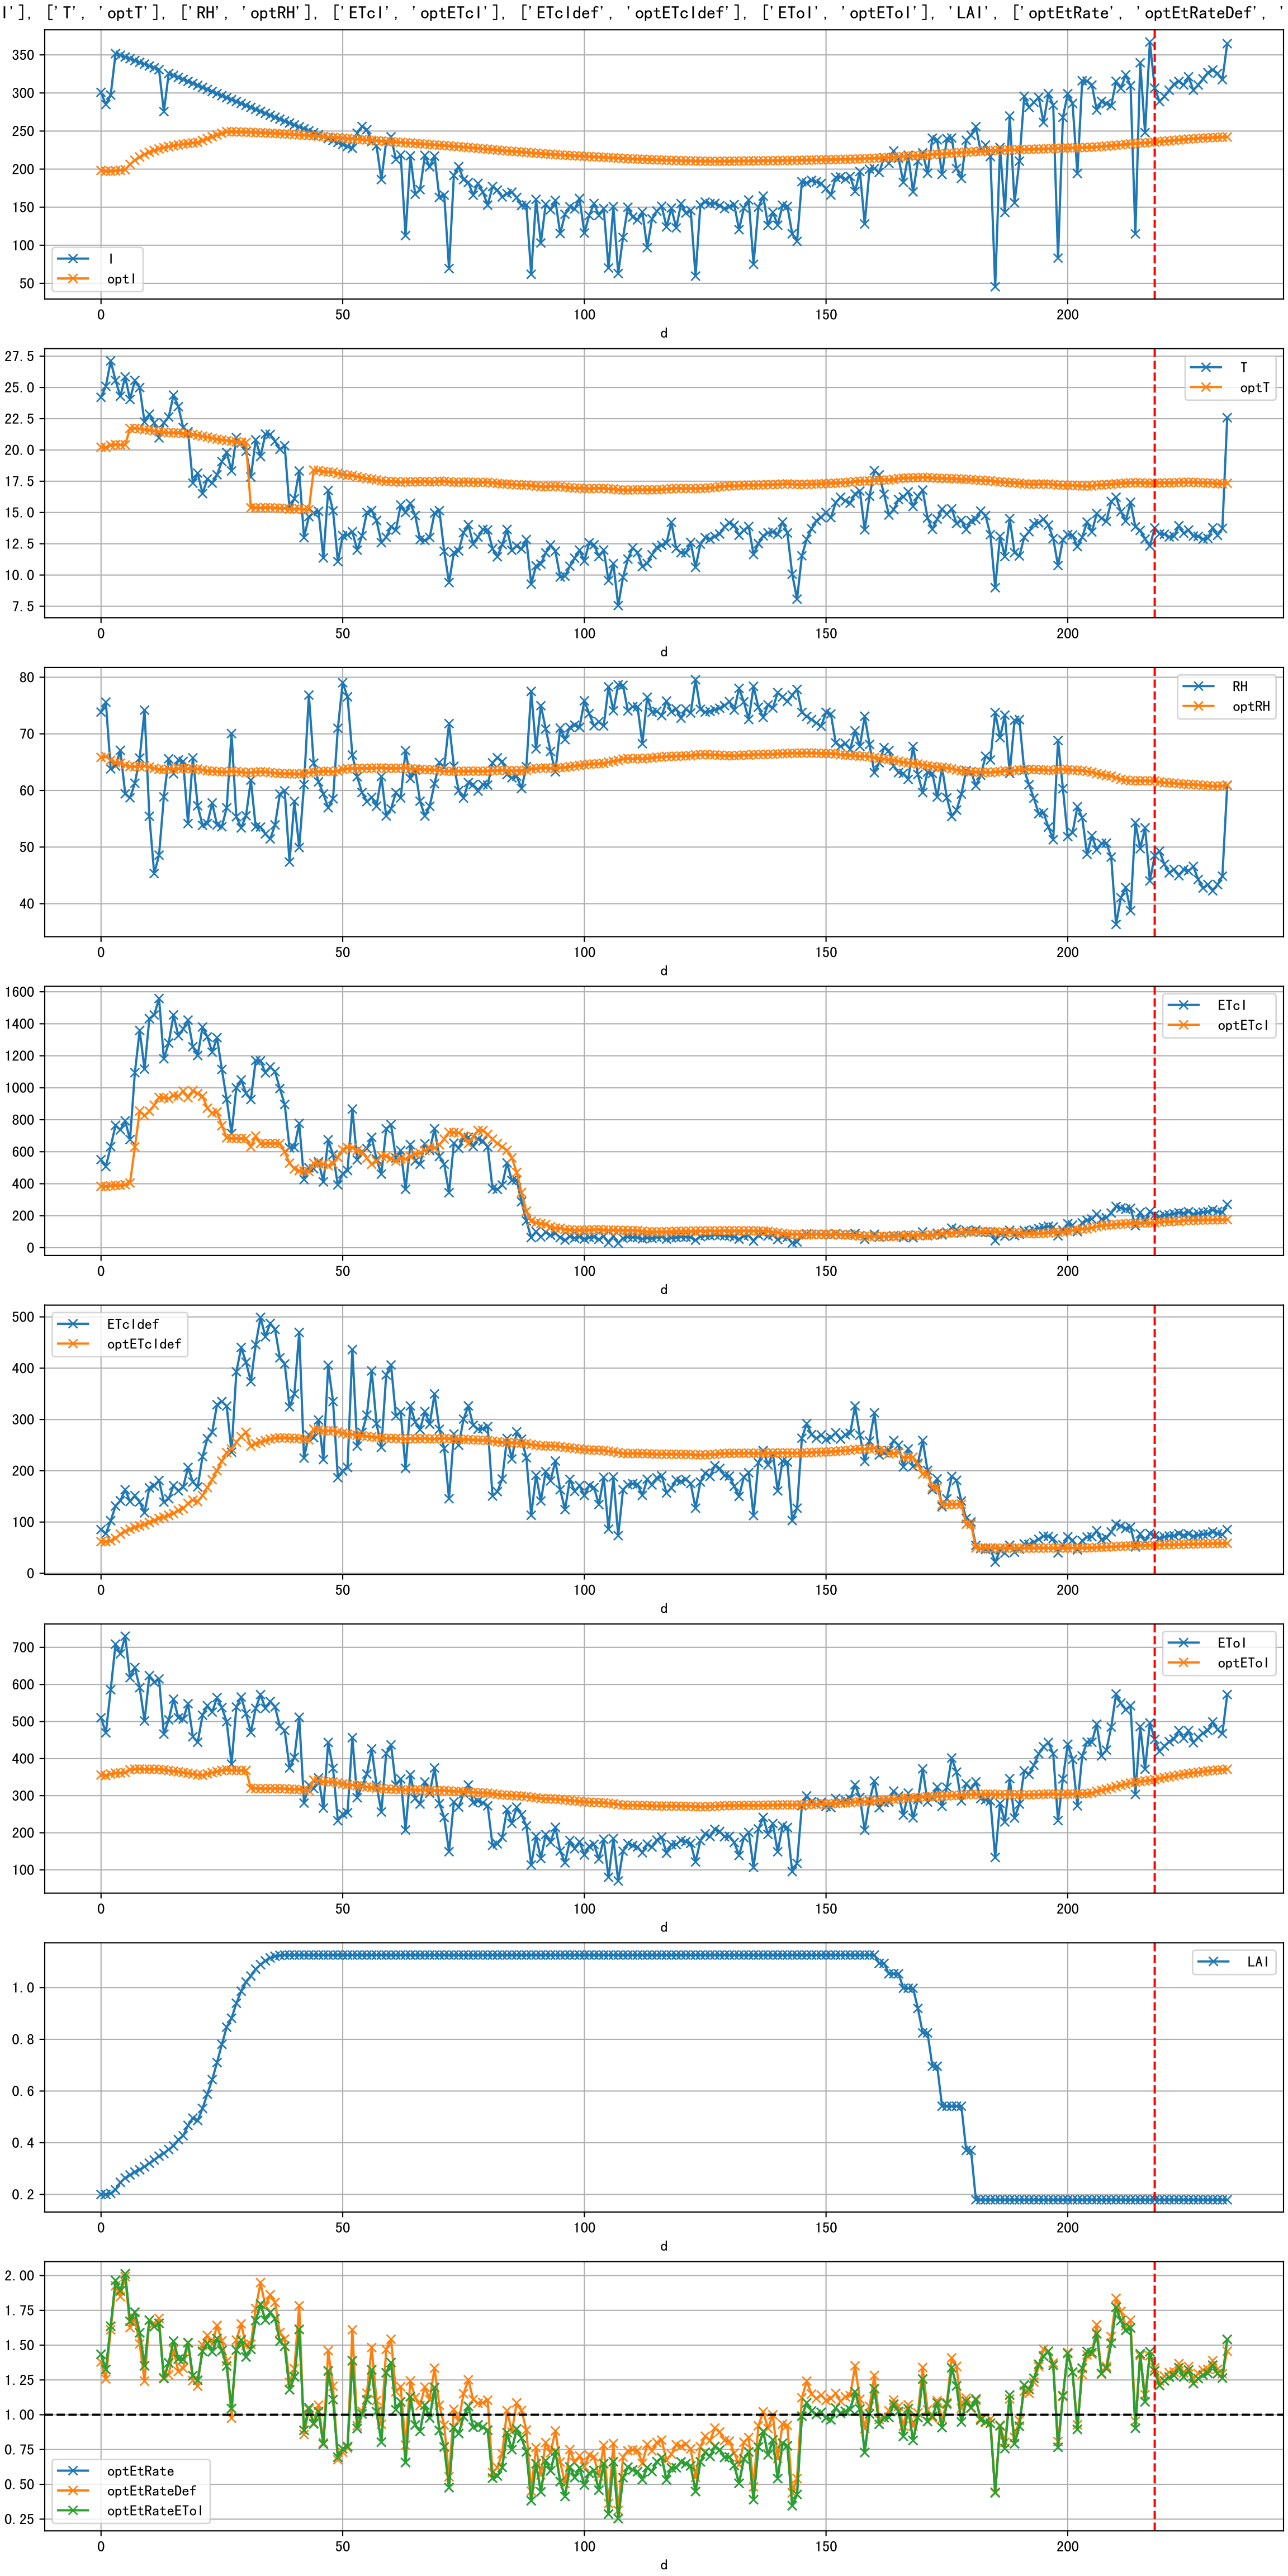 I'], ['T', 'optT'], ['RH', 'optRH'], ['ETcI', 'optETcI'], ['ETcIdef', 'optETcIdef'], ['EToI', 'optEToI'], 'LAI', ['optEtRate', 'optEtRateDef', '
350
300
250
200
150
100
50
I
optI
0 50 100 150 200
d
27.5
25.0
22.5
20.0
17.5
15.0
12.5
10.0
7.5
T
optT
0 50 100 150 200
d
80
70
60
50
40
RH
optRH
0 50 100 150 200
d
1600
1400
1200
1000
800
600
400
200
0
ETcI
optETcI
0 50 100 150 200
d
500
400
300
200
100
0
ETcIdef
optETcIdef
0 50 100 150 200
d
700
600
500
400
300
200
100
EToI
optEToI
0 50 100 150 200
d
1.0
0.8
0.6
0.4
0.2
LAI
0 50 100 150 200
d
2.00
1.75
1.50
1.25
1.00
0.75
0.50
0.25
optEtRate
optEtRateDef
optEtRateEToI
0 50 100 150 200
d